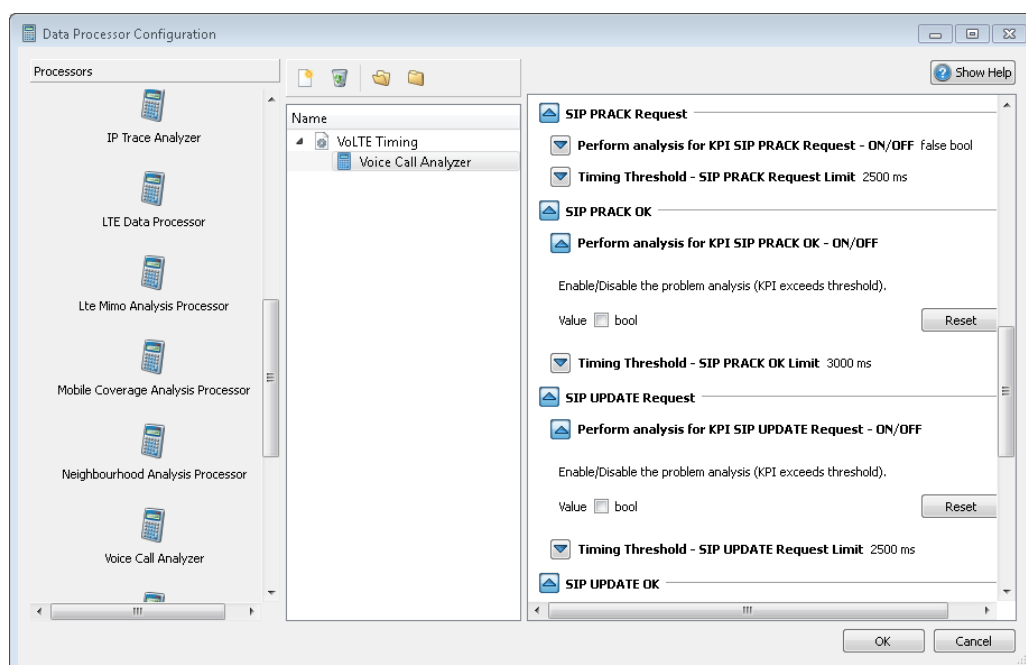 Data Processor Configuration
Processors
Show Help
IP Trace Analyzer
LTE Data Processor
Lte Mimo Analysis Processor
Mobile Coverage Analysis Processor
Neighbourhood Analysis Processor
Voice Call Analyzer
Name
VoLTE Timing
Voice Call Analyzer
SIP PRACK Request
Perform analysis for KPI SIP PRACK Request - ON/OFF false bool
Timing Threshold - SIP PRACK Request Limit 2500 ms
SIP PRACK OK
Perform analysis for KPI SIP PRACK OK - ON/OFF
Enable/Disable the problem analysis (KPI exceeds threshold).
Value bool Reset
Timing Threshold - SIP PRACK OK Limit 3000 ms
SIP UPDATE Request
Perform analysis for KPI SIP UPDATE Request - ON/OFF
Enable/Disable the problem analysis (KPI exceeds threshold).
Value bool Reset
Timing Threshold - SIP UPDATE Request Limit 2500 ms
SIP UPDATE OK
OK Cancel